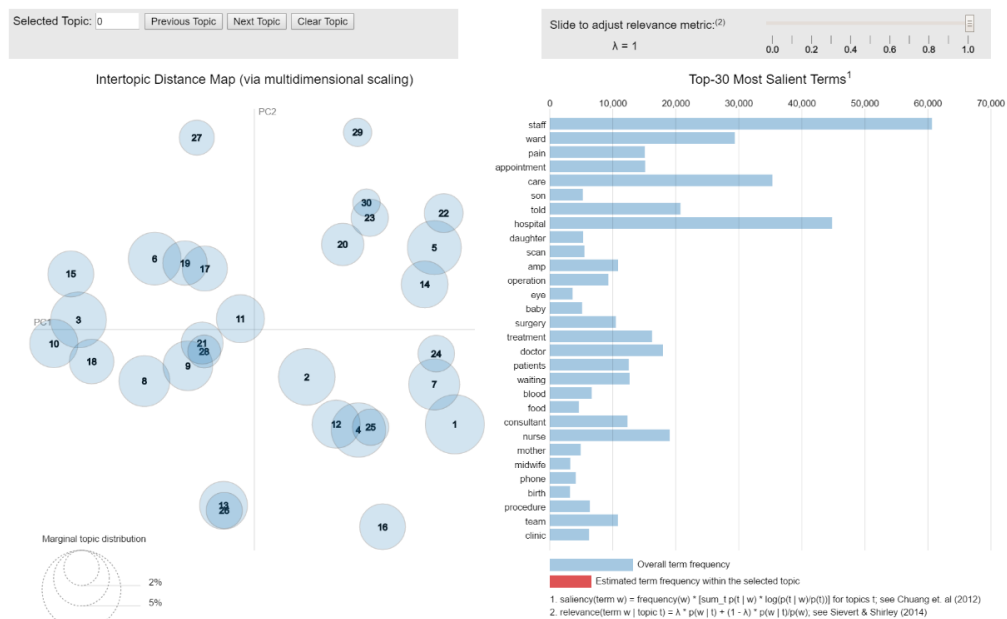 Selected Topic: 0 Previous Topic Next Topic Clear Topic
Slide to adjust relevance metric:(2)
λ = 1
0.0 0.2 0.4 0.6 0.8 1.0
Intertopic Distance Map (via multidimensional scaling)
PC2
27
29
30
23
22
20
5
6
19
17
15
14
3
11
PC1
10
21
28
24
18
9
2
7
8
12
4
25
1
13
26
16
Marginal topic distribution
2%
5%
Top-30 Most Salient Terms1
0 10,000 20,000 30,000 40,000 50,000 60,000 70,000
staff
ward
pain
appointment
care
son
told
hospital
daughter
scan
amp
operation
eye
baby
surgery
treatment
doctor
patients
waiting
blood
food
consultant
nurse
mother
midwife
phone
birth
procedure
team
clinic
Overall term frequency
Estimated term frequency within the selected topic
1. saliency(term w) = frequency(w) * [sum_t p(t | w) * log(p(t | w)/p(t))] for topics t; see Chuang et. al (2012)
2. relevance(term w | topic t) = λ * p(w | t) + (1 - λ) * p(w | t)/p(w); see Sievert & Shirley (2014)